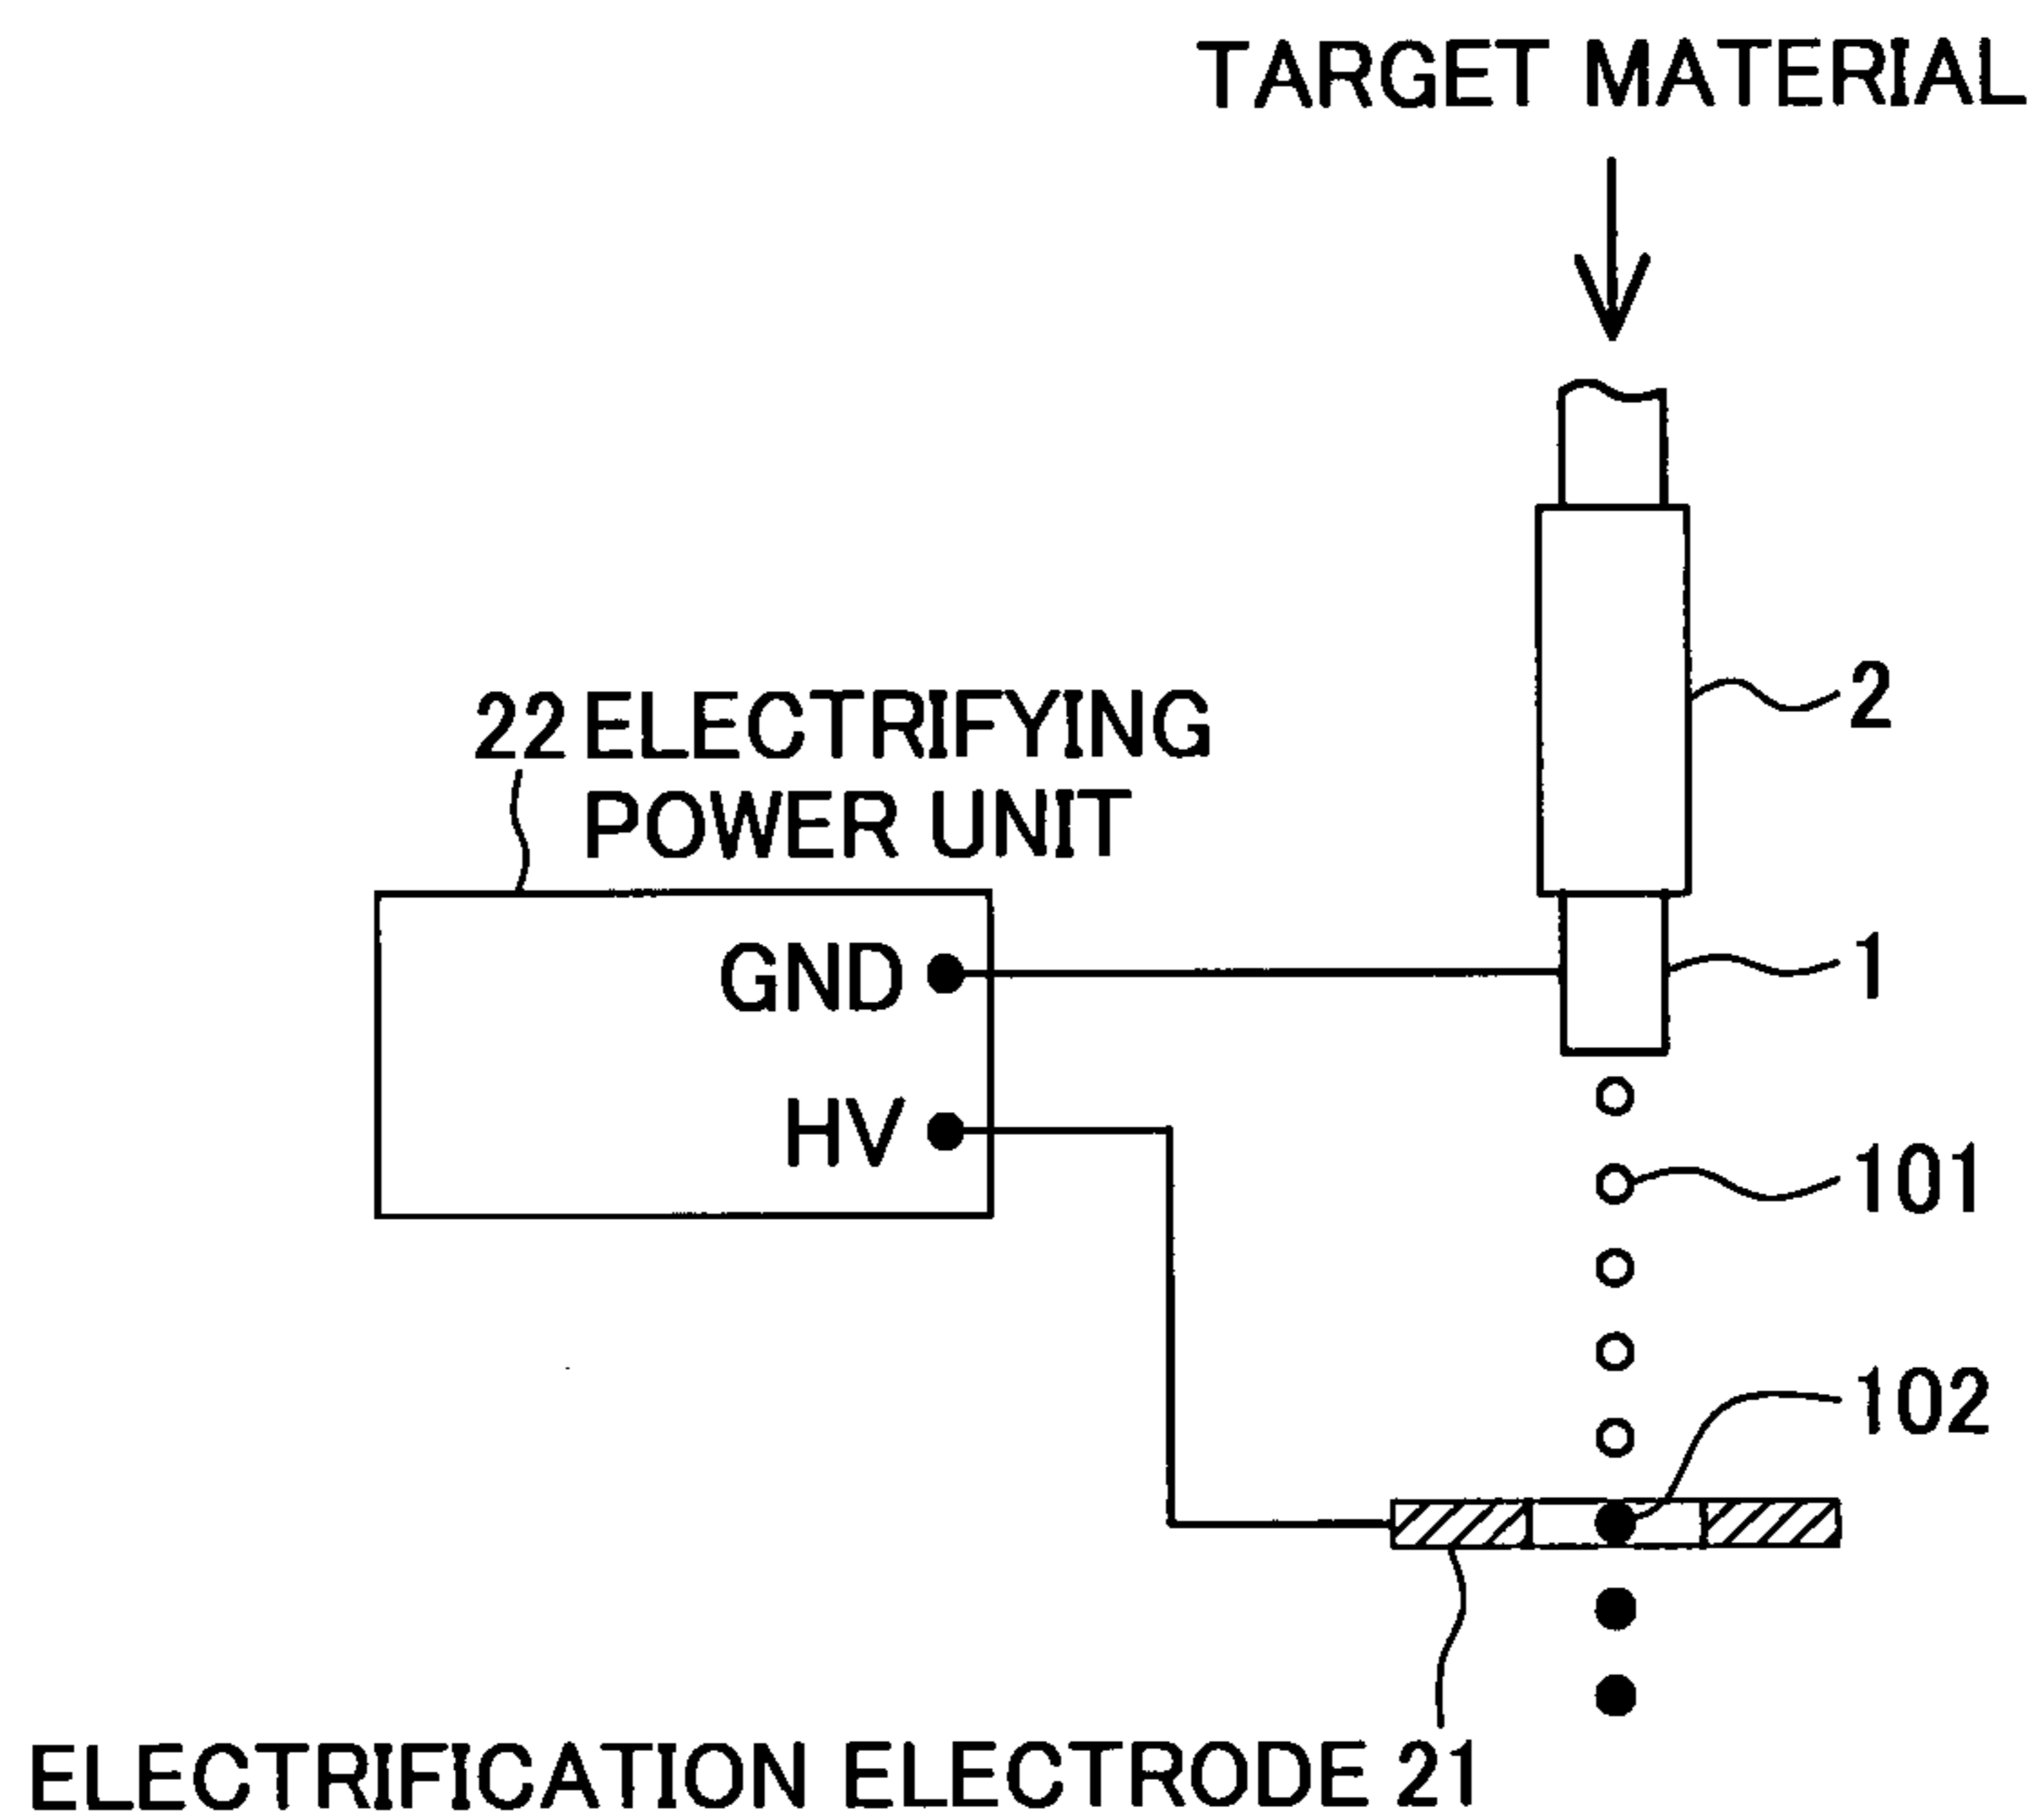 TARGET MATERIAL
2
22 ELECTRIFYING
POWER UNIT
GND
1
HV
101
102
ELECTRIFICATION ELECTRODE 21